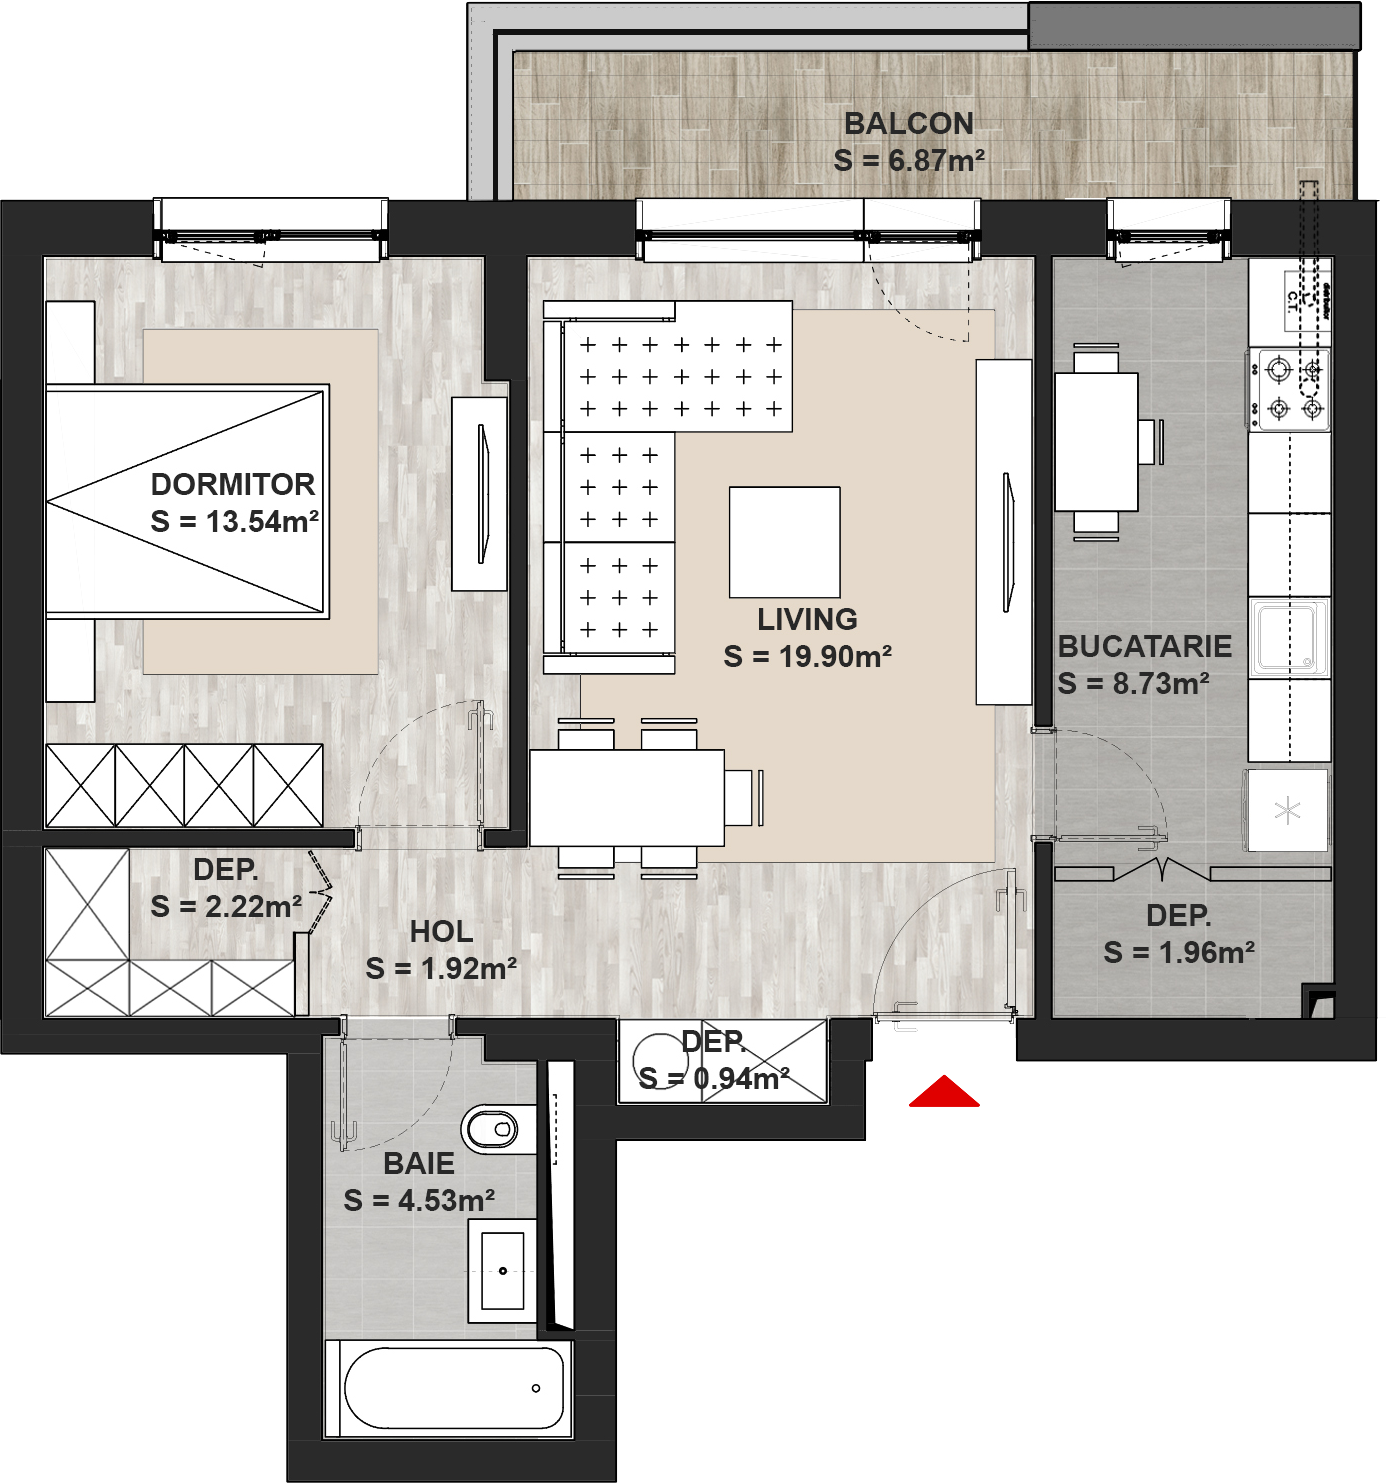 BALCON
S = 6.87m²
C.T.
DORMITOR
S = 13.54m²
LIVING
S = 19.90m²
BUCATARIE
S = 8.73m²
DEP.
S = 2.22m²
HOL
S = 1.92m²
DEP.
S = 1.96m²
DEP.
S = 0.94m²
BAIE
S = 4.53m²